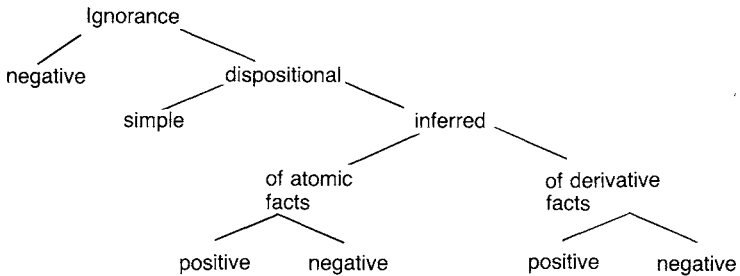 Ignorance
negative
dispositional
simple
inferred
of atomic
facts
of derivative
facts
positive
negative
positive
negative